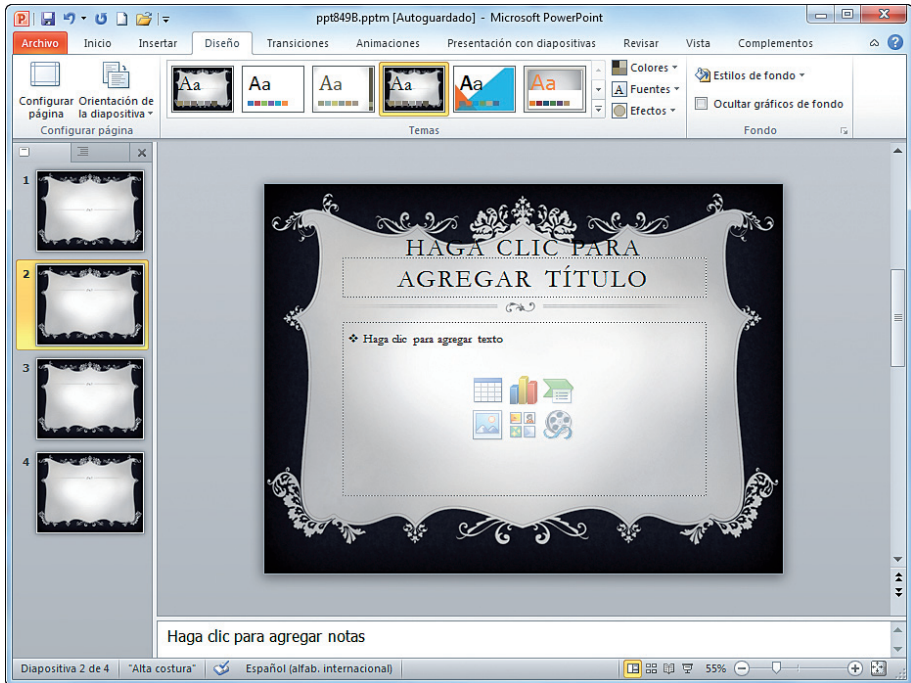 ppt849B.pptm [Autoguardado] - Microsoft PowerPoint
Archivo Inicio Insertar Diseño Transiciones Animaciones Presentación con diapositivas Revisar Vista Complementos
Configurar página
Orientación de la diapositiva
Configurar página
Aa Aa Aa Aa Aa Aa
Temas
Colores
Fuentes
Efectos
Estilos de fondo
Ocultar gráficos de fondo
Fondo
1
2
3
4
HAGA CLIC PARA
AGREGAR TÍTULO
Haga clic para agregar texto
Haga clic para agregar notas
Diapositiva 2 de 4 "Alta costura" Español (alfab. internacional) 55%